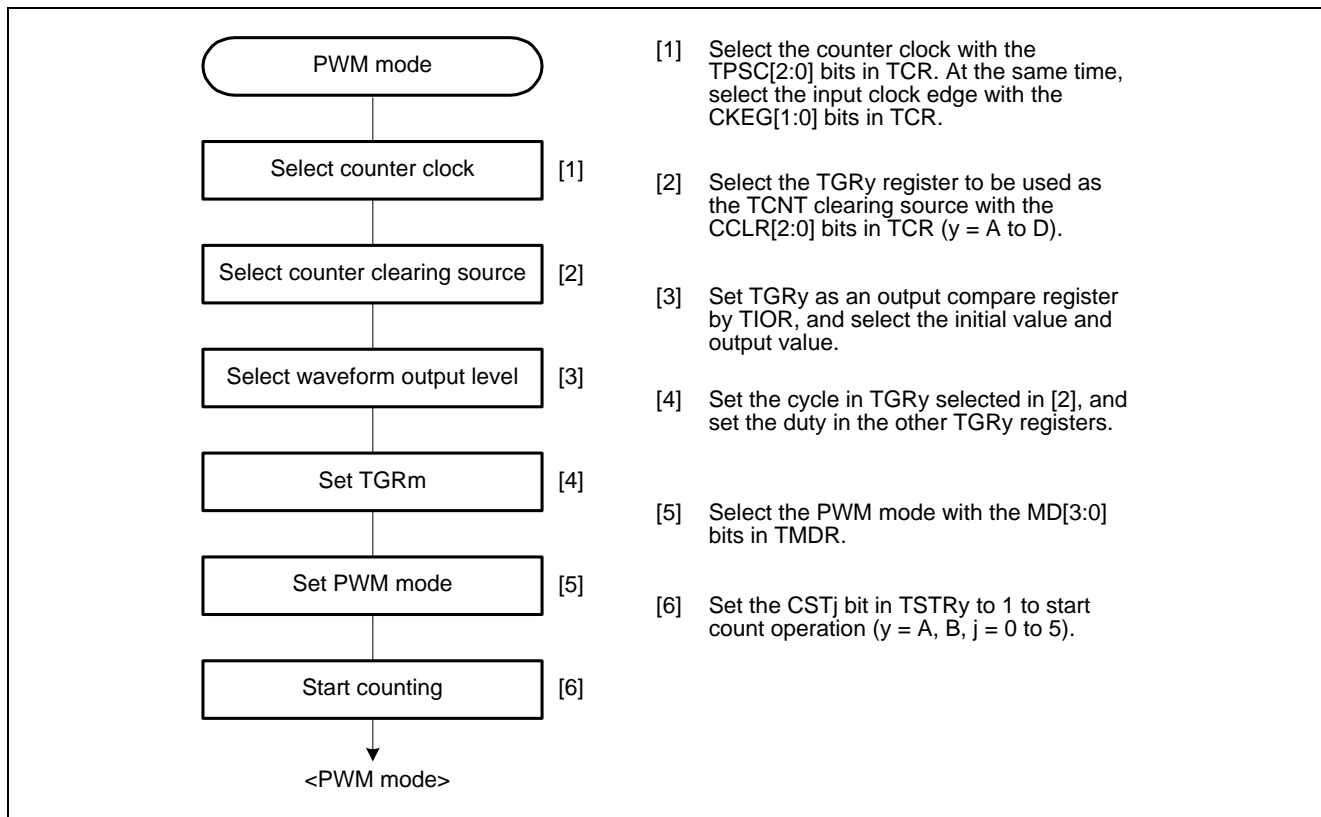 PWM mode
Select counter clock
[1]
Select counter clearing source
[2]
Select waveform output level
[3]
Set TGRm
[4]
Set PWM mode
[5]
Start counting
[6]
<PWM mode>
[1] Select the counter clock with the
TPSC[2:0] bits in TCR. At the same time,
select the input clock edge with the
CKEG[1:0] bits in TCR.
[2] Select the TGRy register to be used as
the TCNT clearing source with the
CCLR[2:0] bits in TCR (y = A to D).
[3] Set TGRy as an output compare register
by TIOR, and select the initial value and
output value.
[4] Set the cycle in TGRy selected in [2], and
set the duty in the other TGRy registers.
[5] Select the PWM mode with the MD[3:0]
bits in TMDR.
[6] Set the CSTj bit in TSTRy to 1 to start
count operation (y = A, B, j = 0 to 5).